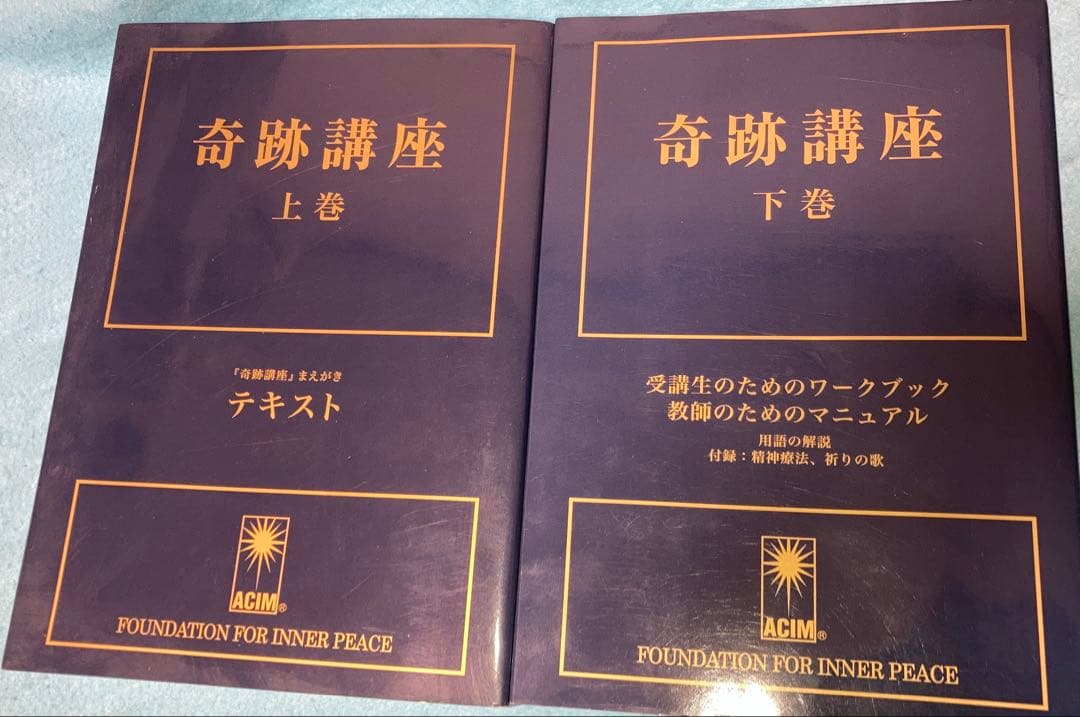 奇跡講座
上巻
『奇跡講座』まえがき
テキスト
ACIM®
FOUNDATION FOR INNER PEACE
奇跡講座
下巻
受講生のためのワークブック
教師のためのマニュアル
用語の解説
付録：精神療法、祈りの歌
ACIM®
FOUNDATION FOR INNER PEACE